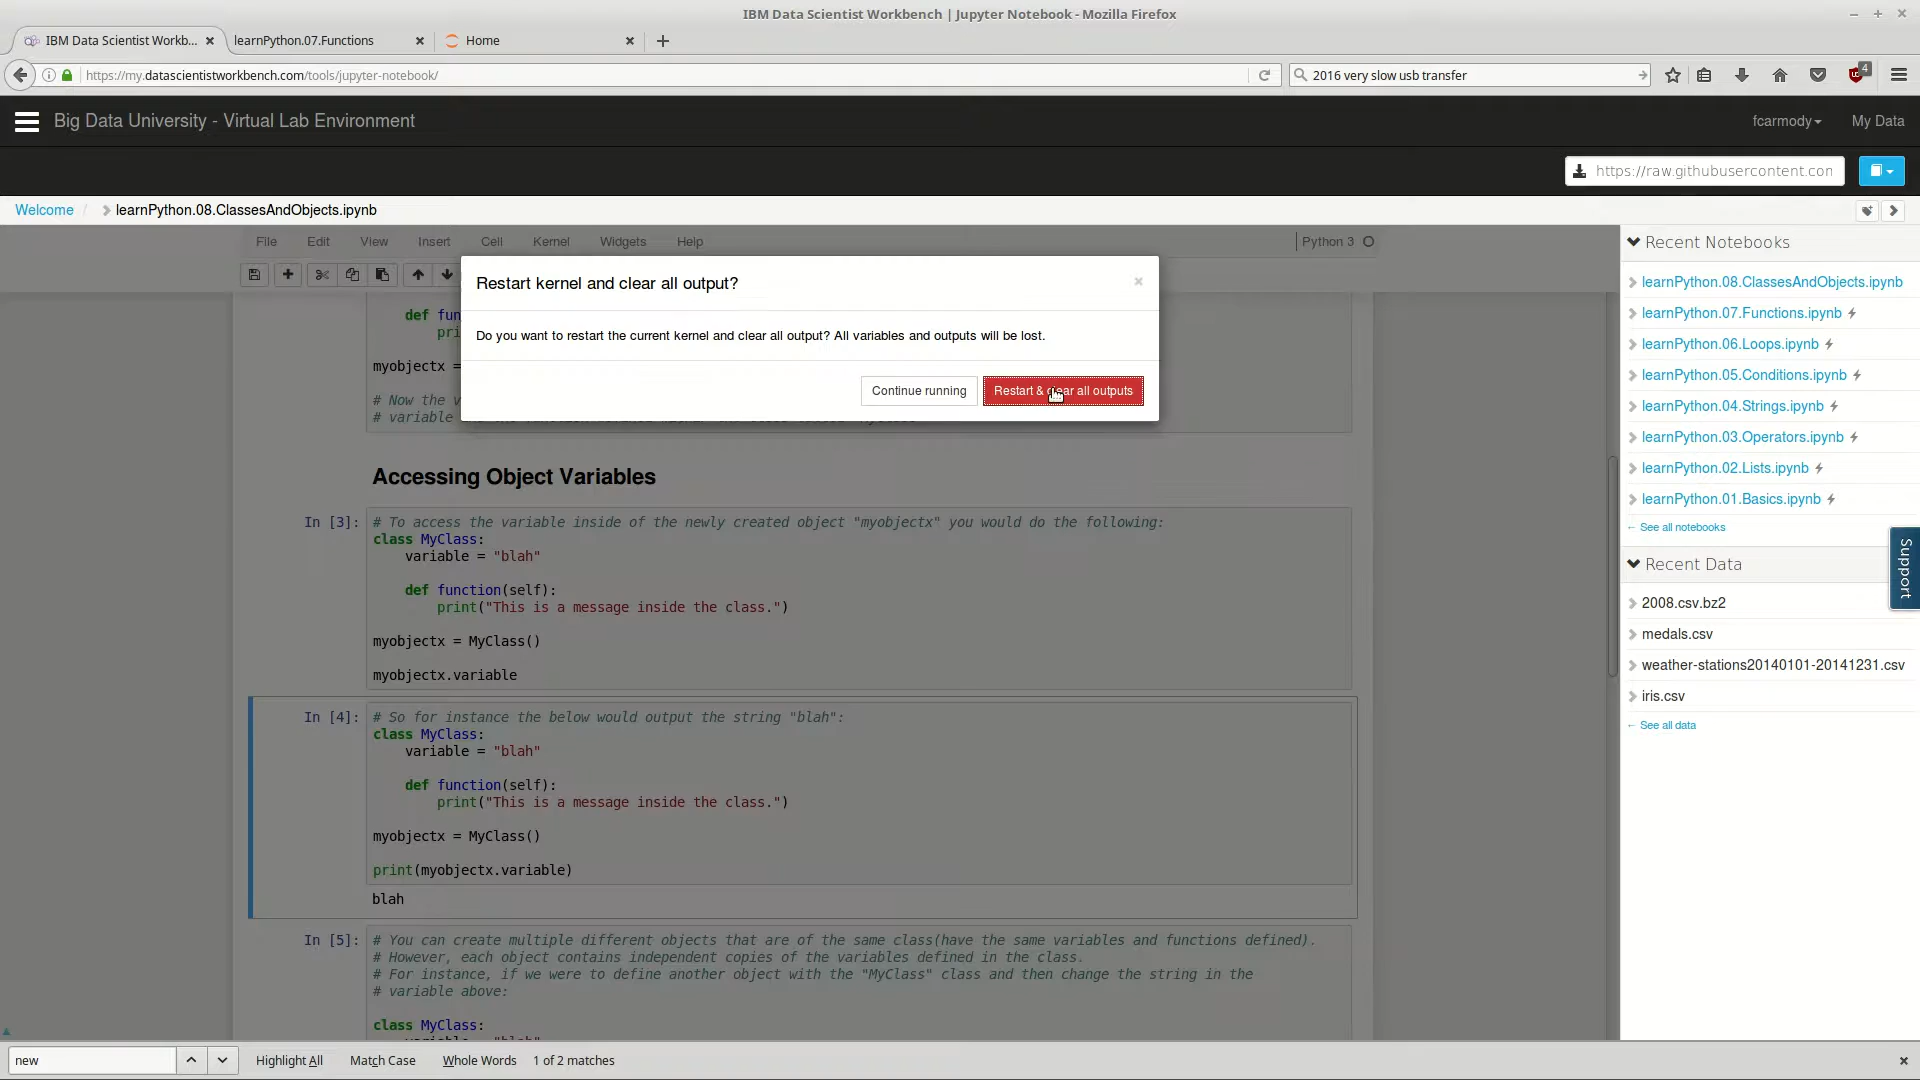 IBM Data Scientist Workbench | Jupyter Notebook - Mozilla Firefox
IBM Data Scientist Workb...
learnPython.07.Functions
Home
https://my.datascientistworkbench.com/tools/jupyter-notebook/
2016 very slow usb transfer
4
Big Data University - Virtual Lab Environment
fcarmody
My Data
https://raw.githubusercontent.con
Welcome / learnPython.08.ClassesAndObjects.ipynb
File Edit View Insert Cell Kernel Widgets Help
Python 3
Restart kernel and clear all output?
Do you want to restart the current kernel and clear all output? All variables and outputs will be lost.
Continue running
Restart & clear all outputs
def fun
pri
myobjectx =
# Now the v
# variable
Accessing Object Variables
In [3]:
# To access the variable inside of the newly created object "myobjectx" you would do the following:
class MyClass:
variable = "blah"
def function(self):
print("This is a message inside the class.")
myobjectx = MyClass()
myobjectx.variable
In [4]:
# So for instance the below would output the string "blah":
class MyClass:
variable = "blah"
def function(self):
print("This is a message inside the class.")
myobjectx = MyClass()
print(myobjectx.variable)
blah
In [5]:
# You can create multiple different objects that are of the same class(have the same variables and functions defined).
# However, each object contains independent copies of the variables defined in the class.
# For instance, if we were to define another object with the "MyClass" class and then change the string in the
# variable above:
class MyClass:
Recent Notebooks
learnPython.08.ClassesAndObjects.ipynb
learnPython.07.Functions.ipynb
learnPython.06.Loops.ipynb
learnPython.05.Conditions.ipynb
learnPython.04.Strings.ipynb
learnPython.03.Operators.ipynb
learnPython.02.Lists.ipynb
learnPython.01.Basics.ipynb
← See all notebooks
Recent Data
2008.csv.bz2
medals.csv
weather-stations20140101-20141231.csv
iris.csv
← See all data
Support
new
Highlight All
Match Case
Whole Words
1 of 2 matches